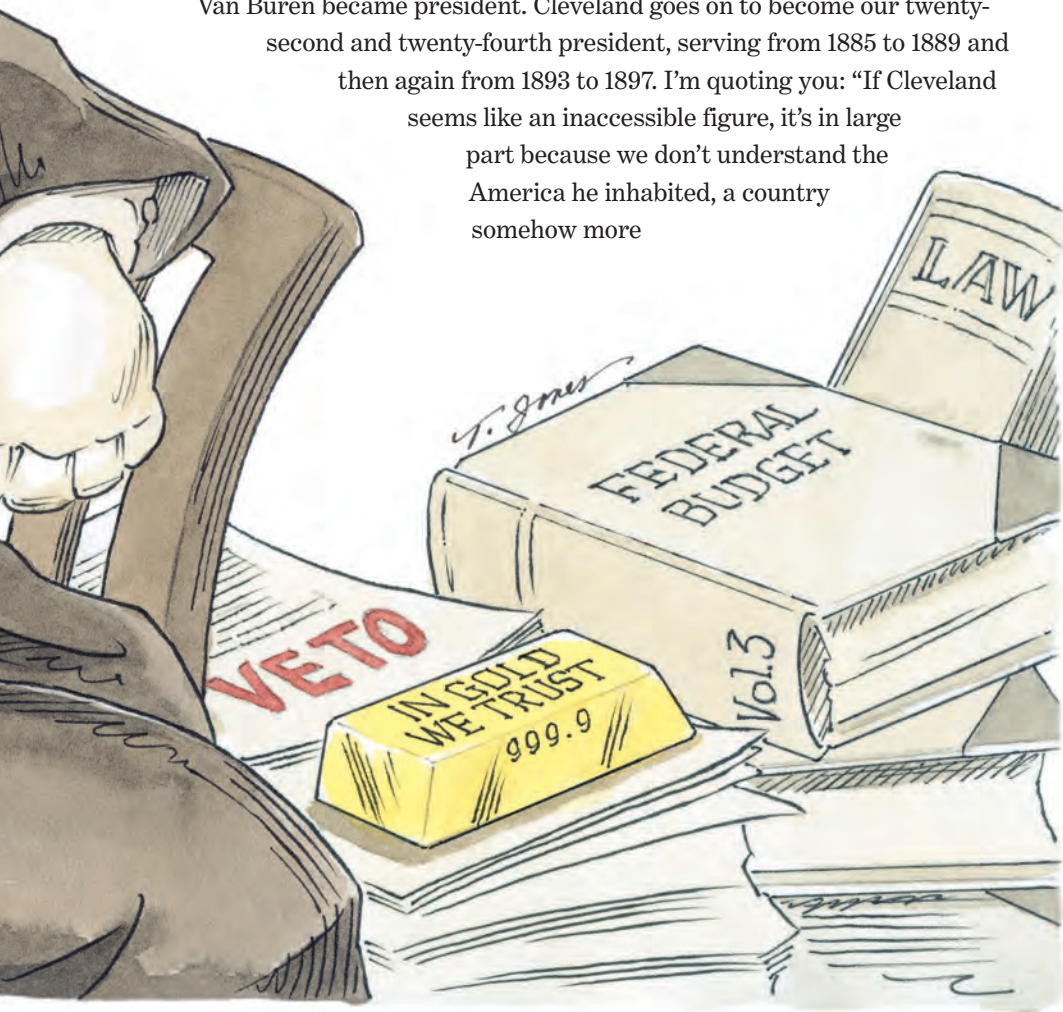 Van Buren became president. Cleveland goes on to become our twenty-
second and twenty-fourth president, serving from 1885 to 1889 and
then again from 1893 to 1897. I’m quoting you: “If Cleveland
seems like an inaccessible figure, it’s in large
part because we don’t understand the
America he inhabited, a country
somehow more
LAW
T. Jones
FEDERAL
BUDGET
VETO
IN GOLD
WE TRUST
999.9
Vol.3